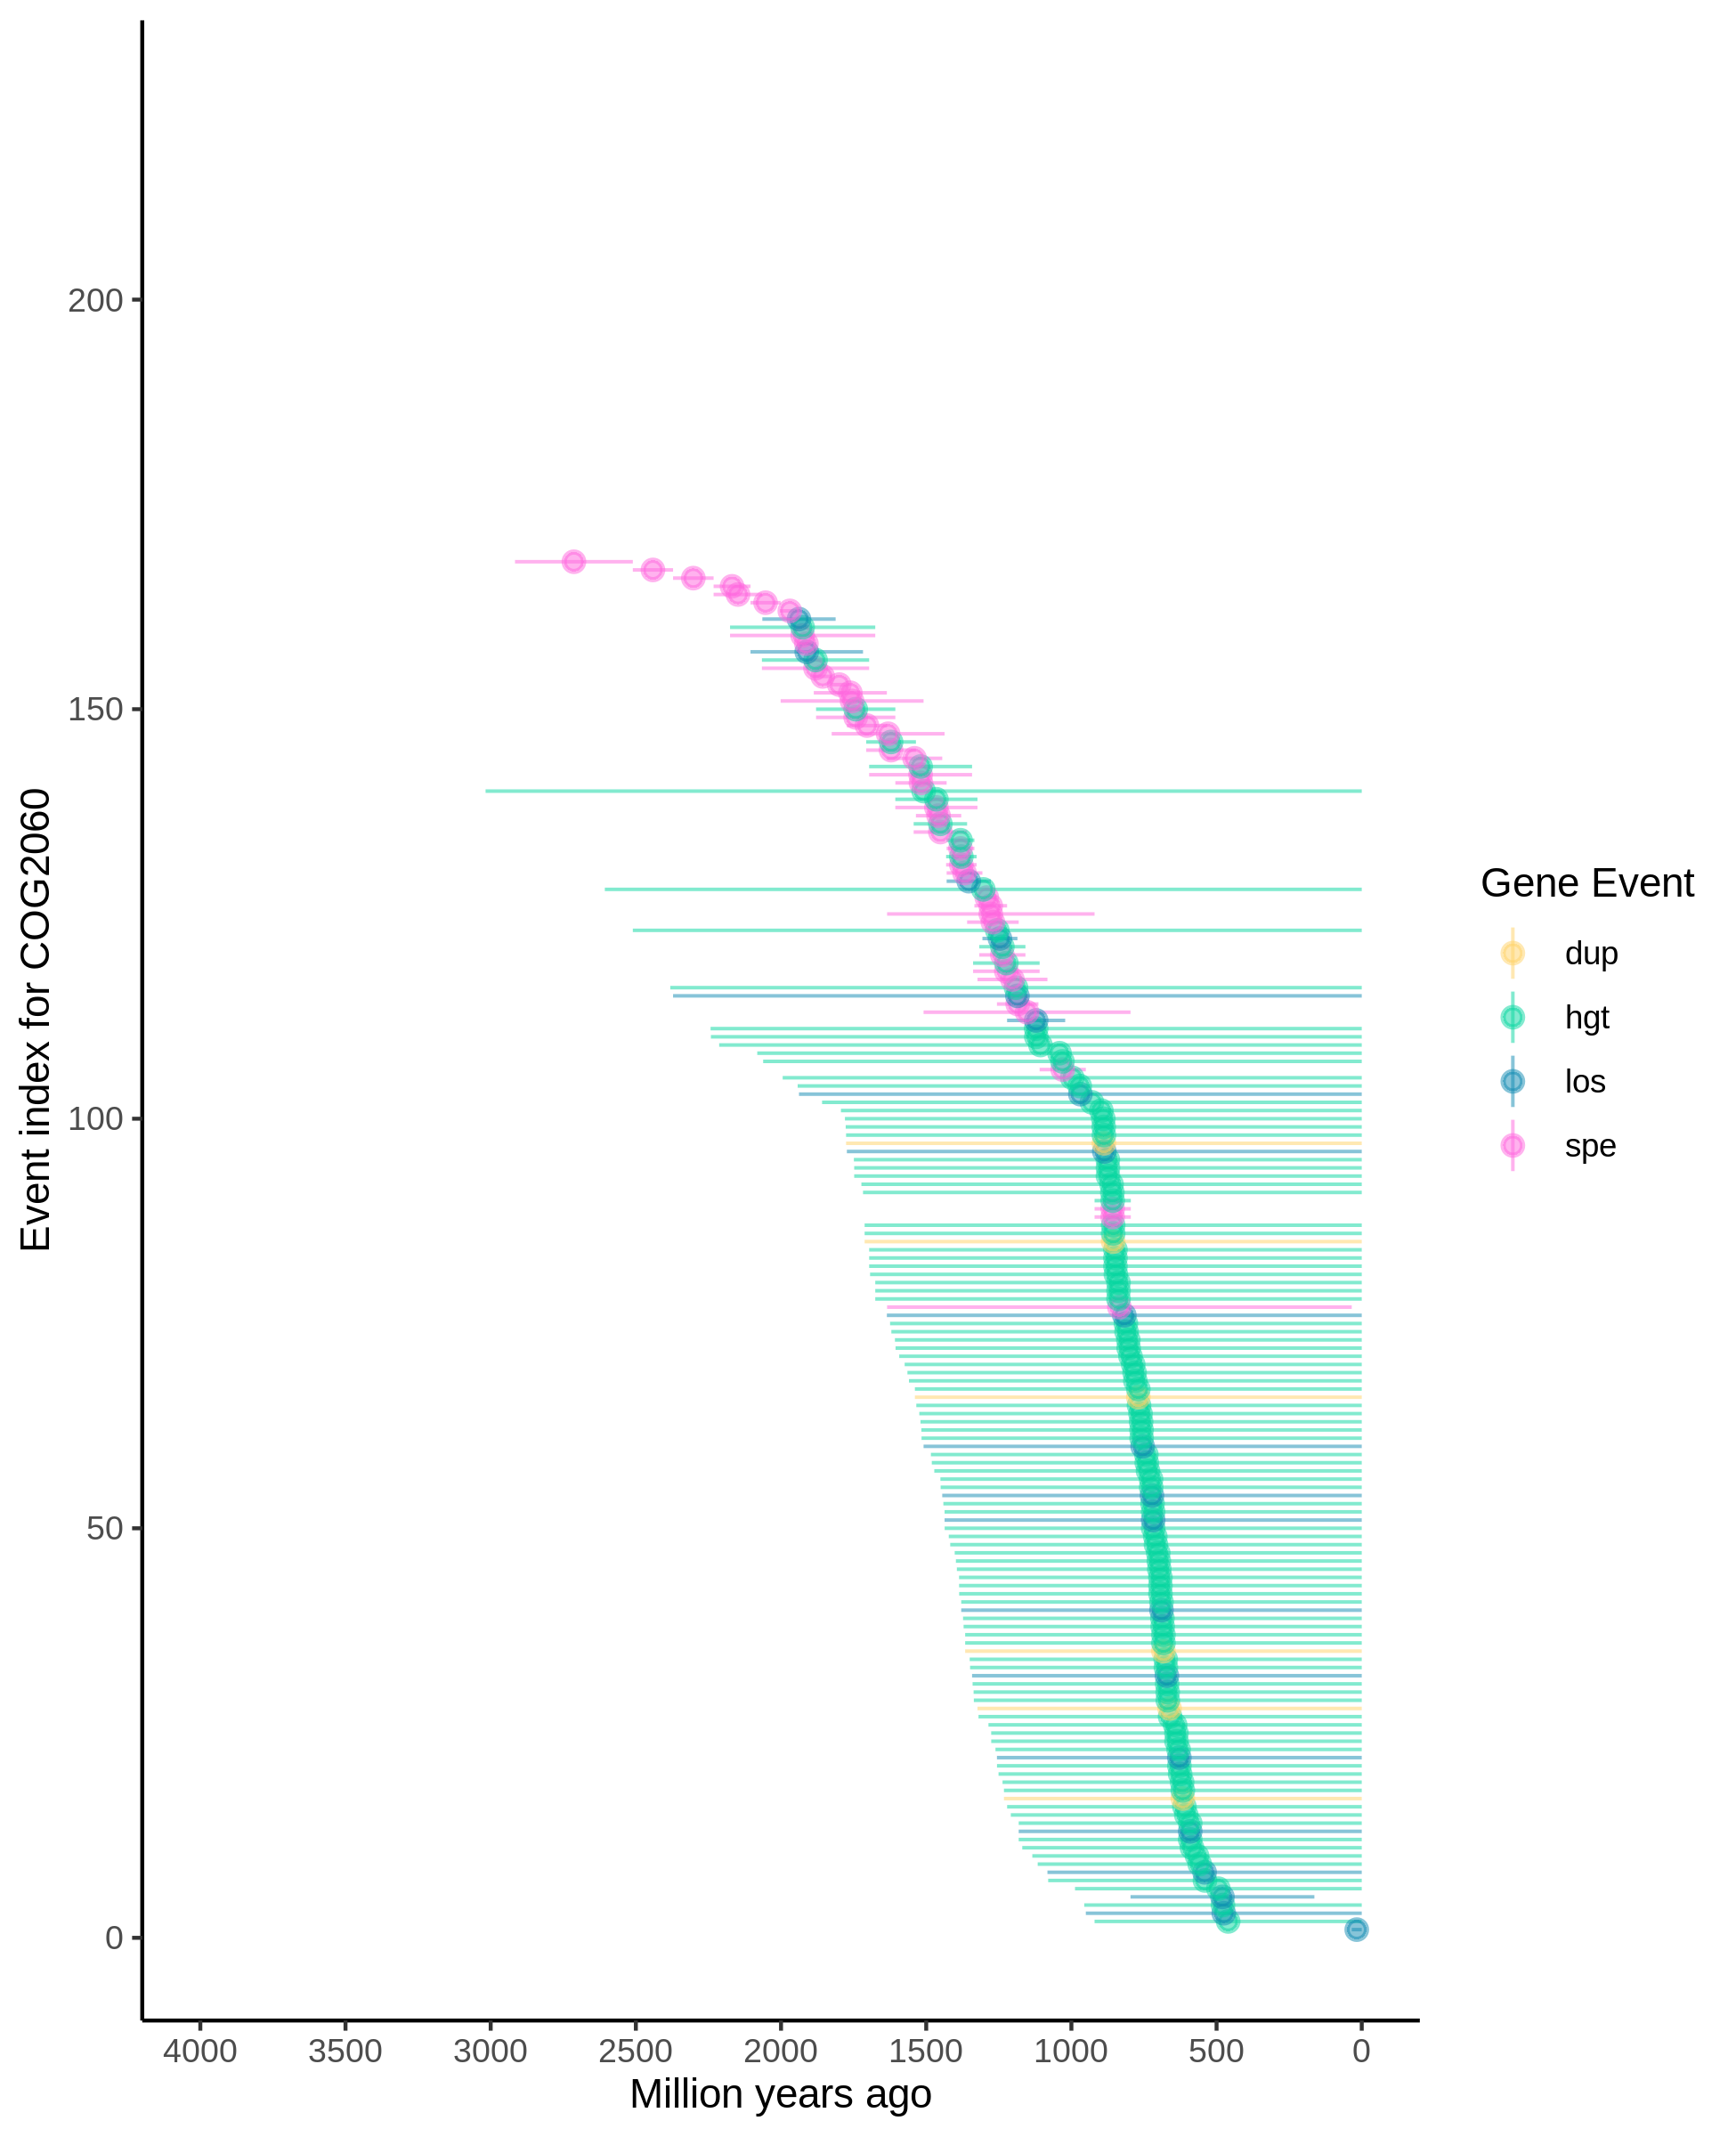 Event index for COG2060
200
150
100
50
0
4000 3500 3000 2500 2000 1500 1000 500 0
Million years ago
Gene Event
dup
hgt
los
spe